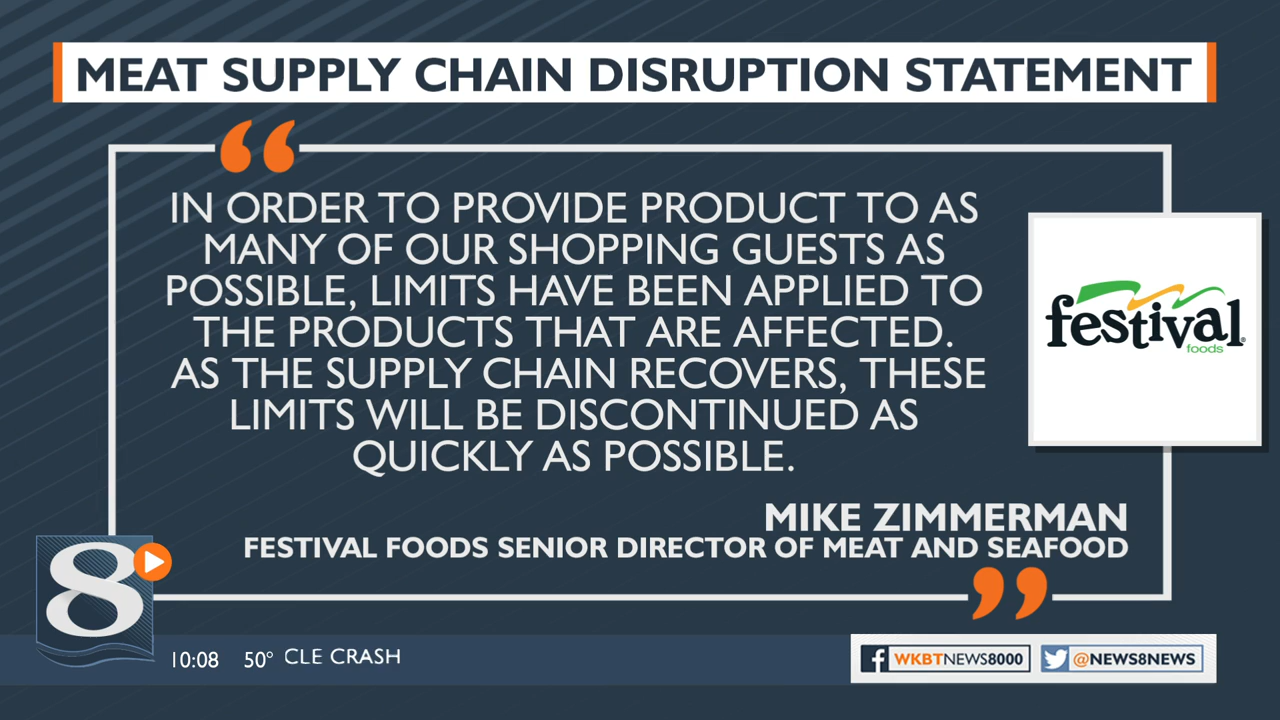 MEAT SUPPLY CHAIN DISRUPTION STATEMENT
“
IN ORDER TO PROVIDE PRODUCT TO AS
MANY OF OUR SHOPPING GUESTS AS
POSSIBLE, LIMITS HAVE BEEN APPLIED TO
THE PRODUCTS THAT ARE AFFECTED.
AS THE SUPPLY CHAIN RECOVERS, THESE
LIMITS WILL BE DISCONTINUED AS
QUICKLY AS POSSIBLE.
festival®
foods
MIKE ZIMMERMAN
FESTIVAL FOODS SENIOR DIRECTOR OF MEAT AND SEAFOOD
”
8
10:08 50° CLE CRASH
f WKBTNEWS8000 @NEWS8NEWS